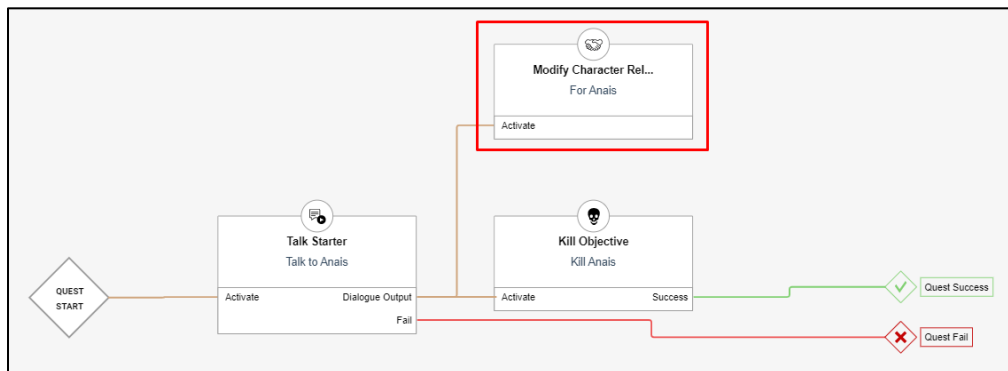 Modify Character Rel...
For Anais
Activate
Talk Starter
Talk to Anais
Activate
Dialogue Output
Fail
Kill Objective
Kill Anais
Activate
Success
QUEST
START
Quest Success
Quest Fail